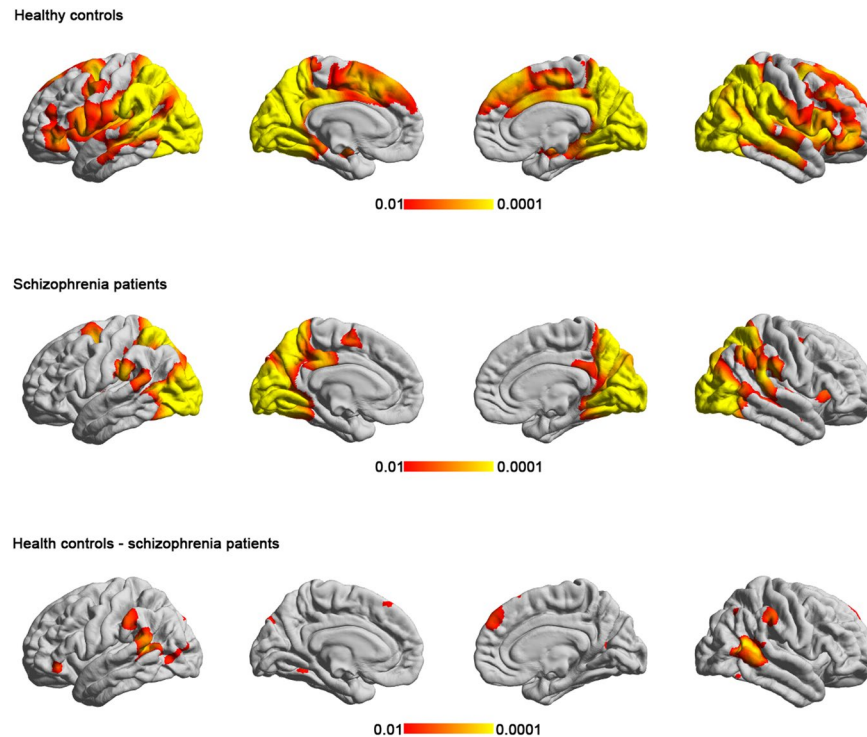 Healthy controls
0.01 0.0001
Schizophrenia patients
0.01 0.0001
Health controls - schizophrenia patients
0.01 0.0001